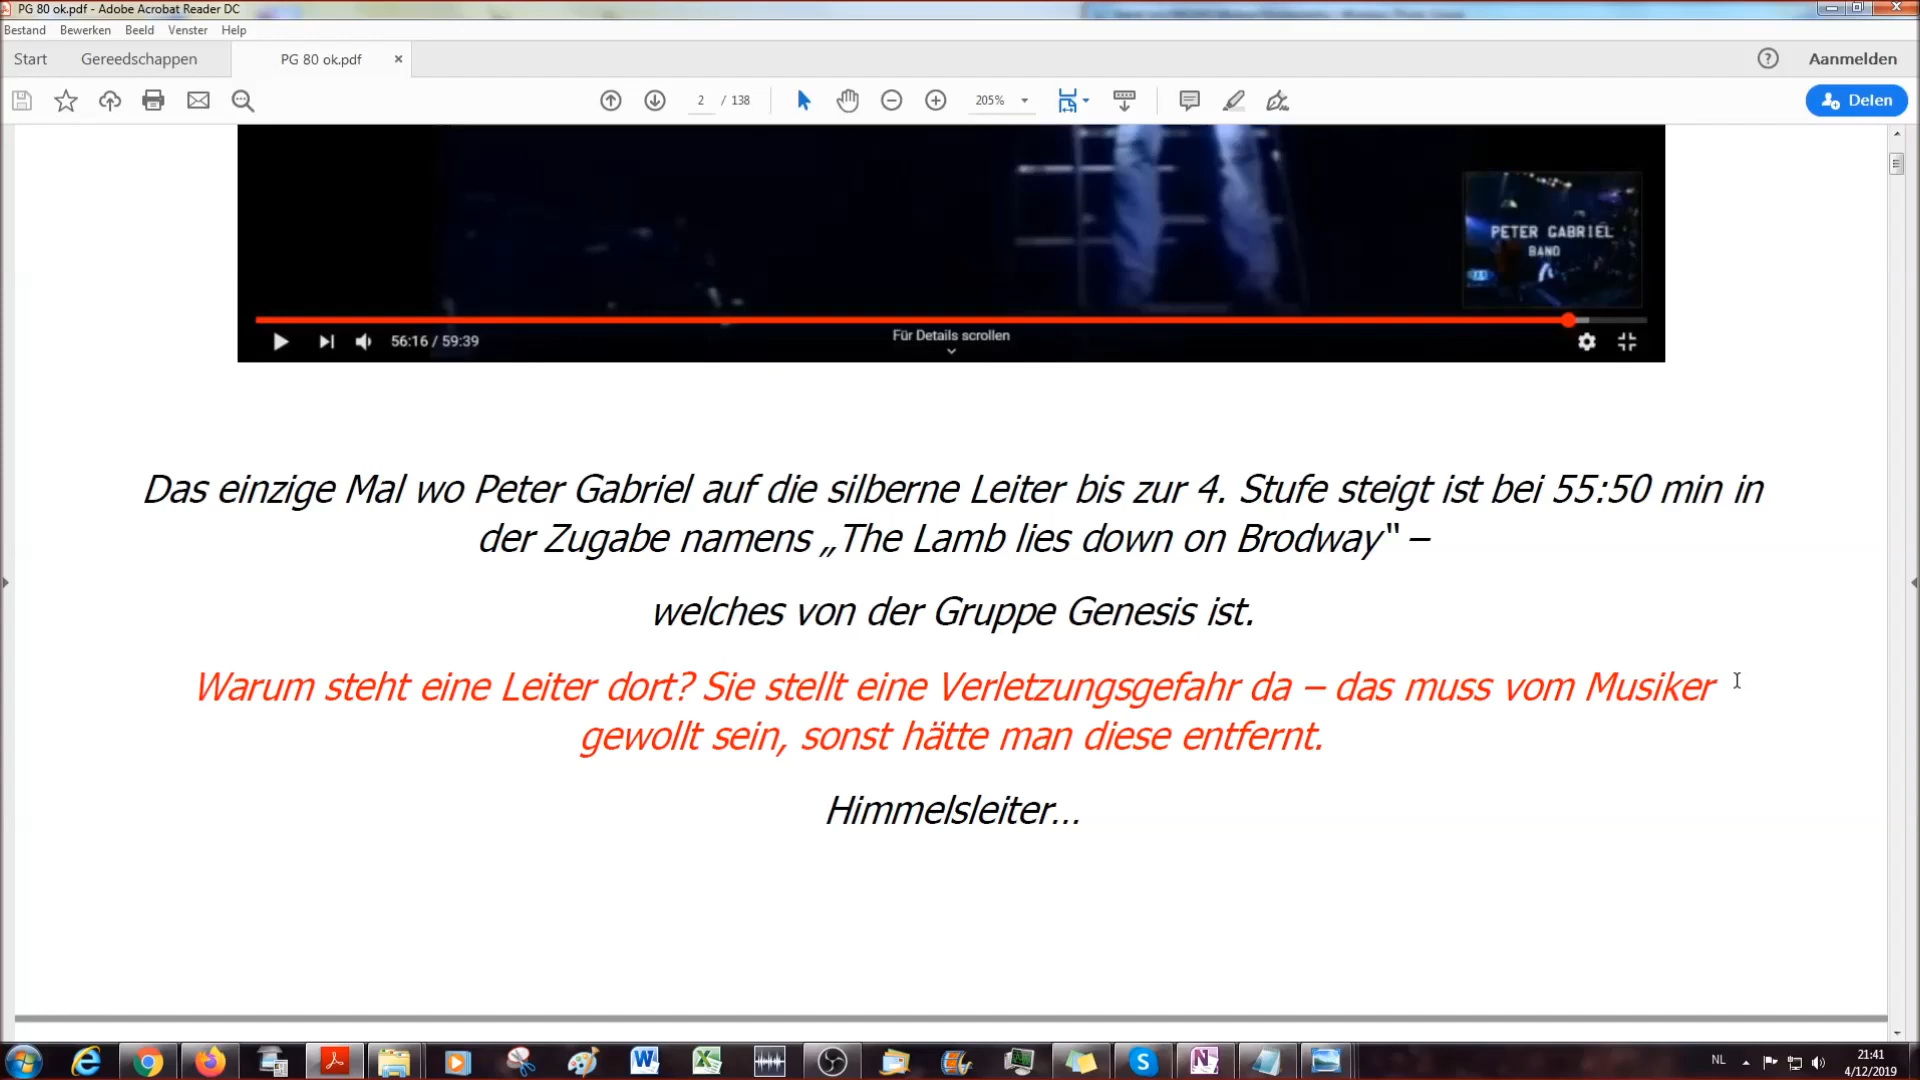 PG 80 ok.pdf - Adobe Acrobat Reader DC
Bestand Bewerken Beeld Venster Help
Start Gereedschappen PG 80 ok.pdf × Aanmelden
2 / 138 205% Delen
PETER GABRIEL
BAND
56:16 / 59:39 Für Details scrollen
Das einzige Mal wo Peter Gabriel auf die silberne Leiter bis zur 4. Stufe steigt ist bei 55:50 min in
der Zugabe namens „The Lamb lies down on Brodway“ –
welches von der Gruppe Genesis ist.
Warum steht eine Leiter dort? Sie stellt eine Verletzungsgefahr da – das muss vom Musiker
gewollt sein, sonst hätte man diese entfernt.
Himmelsleiter...
NL 21:41
4/12/2019